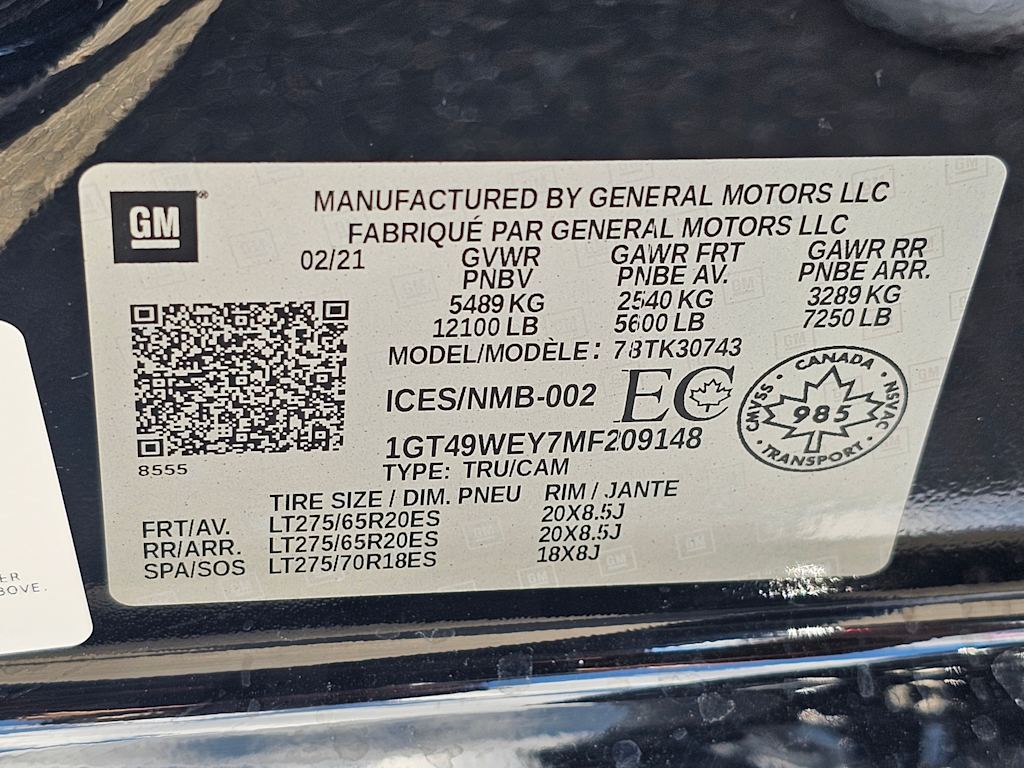 GM
MANUFACTURED BY GENERAL MOTORS LLC
FABRIQUÉ PAR GENERAL MOTORS LLC
02/21 GVWR GAWR FRT GAWR RR
PNBV PNBE AV. PNBE ARR.
5489 KG 2540 KG 3289 KG
12100 LB 5600 LB 7250 LB
MODEL/MODÈLE: 78TK30743
ICES/NMB-002 EC
CANADA
CMVSS · NSVAC
985
TRANSPORT
1GT49WEY7MF209148
8555
TYPE: TRU/CAM
TIRE SIZE / DIM. PNEU RIM / JANTE
FRT/AV. LT275/65R20ES 20X8.5J
RR/ARR. LT275/65R20ES 20X8.5J
SPA/SOS LT275/70R18ES 18X8J
ER
BOVE.